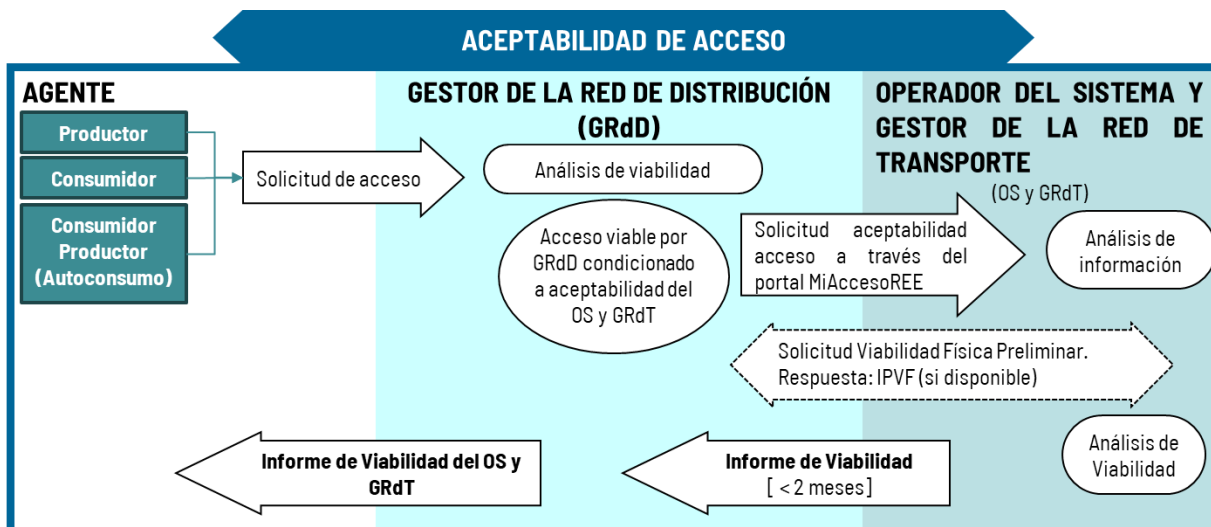 ACEPTABILIDAD DE ACCESO
AGENTE
Productor
Consumidor
Consumidor
Productor
(Autoconsumo)
Solicitud de acceso
GESTOR DE LA RED DE DISTRIBUCIÓN
(GRdD)
Análisis de viabilidad
Acceso viable por
GRdD condicionado
a aceptabilidad del
OS y GRdT
OPERADOR DEL SISTEMA Y
GESTOR DE LA RED DE
TRANSPORTE
(OS y GRdT)
Solicitud aceptabilidad
acceso a través del
portal MiAccesoREE
Análisis de
información
Solicitud Viabilidad Física Preliminar.
Respuesta: IPVF (si disponible)
Análisis de
Viabilidad
Informe de Viabilidad
[ < 2 meses]
Informe de Viabilidad del OS y
GRdT